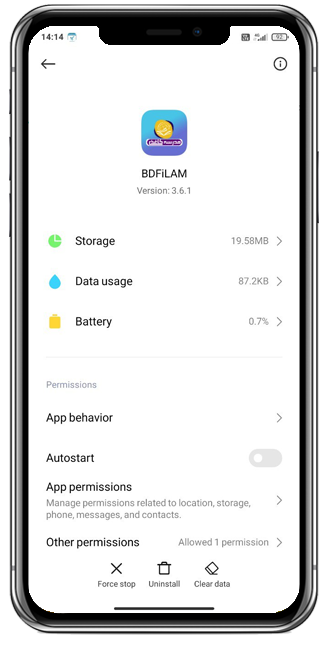 14:14
92
BDFiLAM
Version: 3.6.1
Storage 19.58MB
Data usage 87.2KB
Battery 0.7%
Permissions
App behavior
Autostart
App permissions
Manage permissions related to location, storage,
phone, messages, and contacts.
Other permissions Allowed 1 permission
Force stop Uninstall Clear data